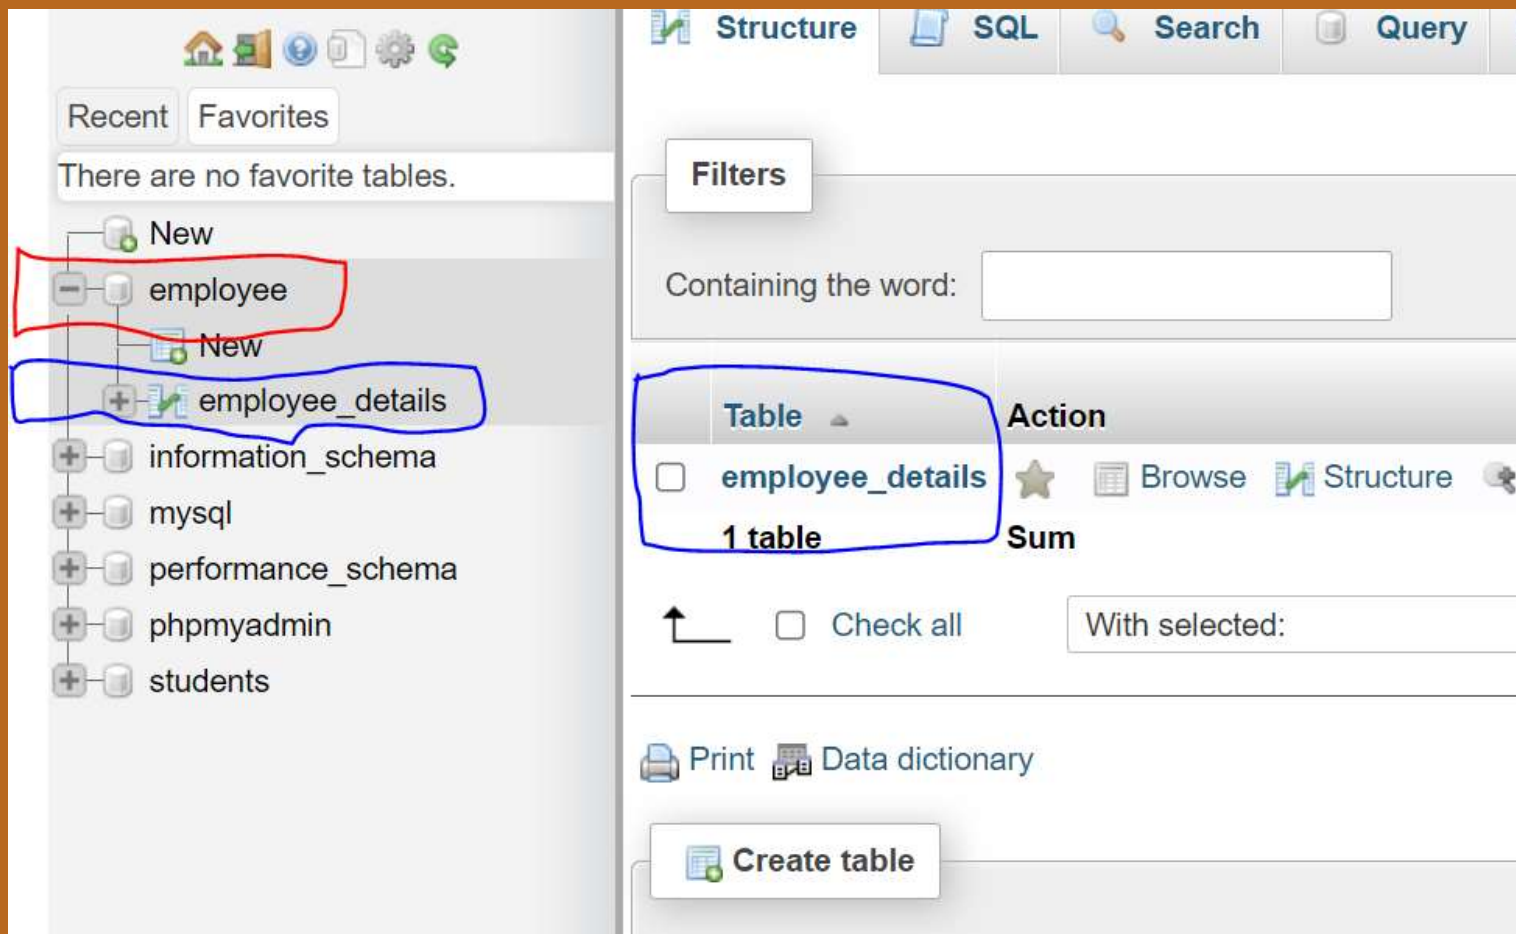 Structure SQL Search Query
Recent Favorites
There are no favorite tables.
New
employee
New
employee_details
information_schema
mysql
performance_schema
phpmyadmin
students
Filters
Containing the word:
Table Action
employee_details Browse Structure
1 table Sum
Check all With selected:
Print Data dictionary
Create table